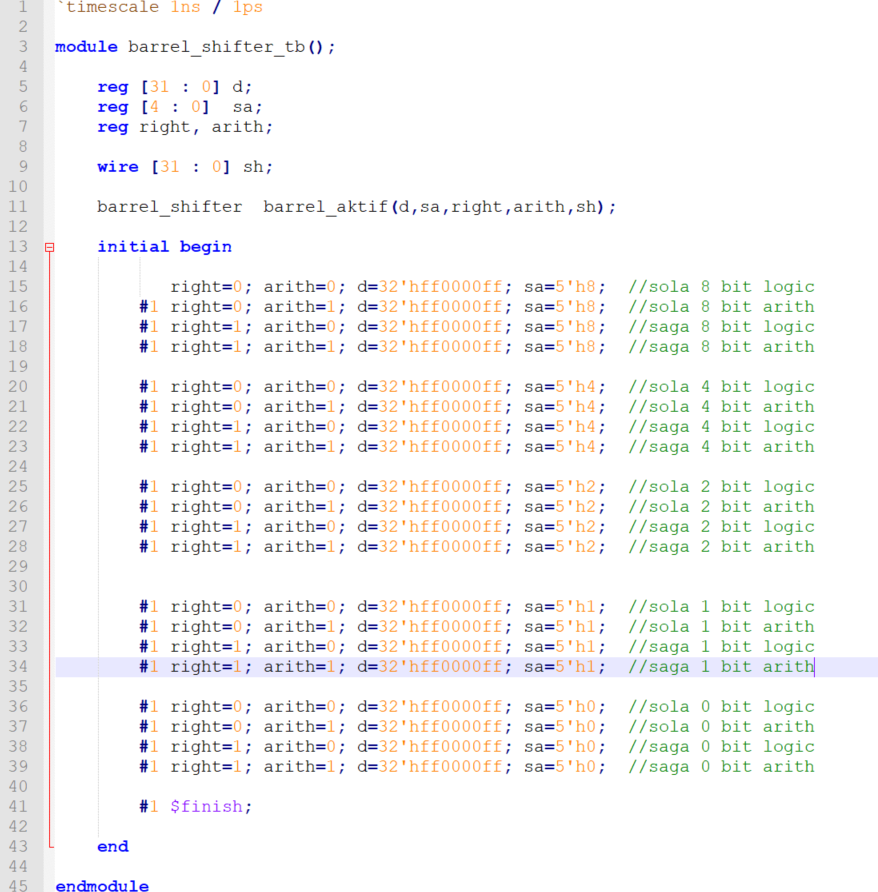 1 `timescale 1ns / 1ps
2
3 module barrel_shifter_tb();
4
5     reg [31 : 0] d;
6     reg [4 : 0]  sa;
7     reg right, arith;
8
9     wire [31 : 0] sh;
10
11     barrel_shifter  barrel_aktif(d,sa,right,arith,sh);
12
13     initial begin
14
15            right=0; arith=0; d=32'hff0000ff; sa=5'h8;  //sola 8 bit logic
16         #1 right=0; arith=1; d=32'hff0000ff; sa=5'h8;  //sola 8 bit arith
17         #1 right=1; arith=0; d=32'hff0000ff; sa=5'h8;  //saga 8 bit logic
18         #1 right=1; arith=1; d=32'hff0000ff; sa=5'h8;  //saga 8 bit arith
19
20         #1 right=0; arith=0; d=32'hff0000ff; sa=5'h4;  //sola 4 bit logic
21         #1 right=0; arith=1; d=32'hff0000ff; sa=5'h4;  //sola 4 bit arith
22         #1 right=1; arith=0; d=32'hff0000ff; sa=5'h4;  //saga 4 bit logic
23         #1 right=1; arith=1; d=32'hff0000ff; sa=5'h4;  //saga 4 bit arith
24
25         #1 right=0; arith=0; d=32'hff0000ff; sa=5'h2;  //sola 2 bit logic
26         #1 right=0; arith=1; d=32'hff0000ff; sa=5'h2;  //sola 2 bit arith
27         #1 right=1; arith=0; d=32'hff0000ff; sa=5'h2;  //saga 2 bit logic
28         #1 right=1; arith=1; d=32'hff0000ff; sa=5'h2;  //saga 2 bit arith
29
30
31         #1 right=0; arith=0; d=32'hff0000ff; sa=5'h1;  //sola 1 bit logic
32         #1 right=0; arith=1; d=32'hff0000ff; sa=5'h1;  //sola 1 bit arith
33         #1 right=1; arith=0; d=32'hff0000ff; sa=5'h1;  //saga 1 bit logic
34         #1 right=1; arith=1; d=32'hff0000ff; sa=5'h1;  //saga 1 bit arith
35
36         #1 right=0; arith=0; d=32'hff0000ff; sa=5'h0;  //sola 0 bit logic
37         #1 right=0; arith=1; d=32'hff0000ff; sa=5'h0;  //sola 0 bit arith
38         #1 right=1; arith=0; d=32'hff0000ff; sa=5'h0;  //saga 0 bit logic
39         #1 right=1; arith=1; d=32'hff0000ff; sa=5'h0;  //saga 0 bit arith
40
41         #1 $finish;
42
43     end
44
45 endmodule